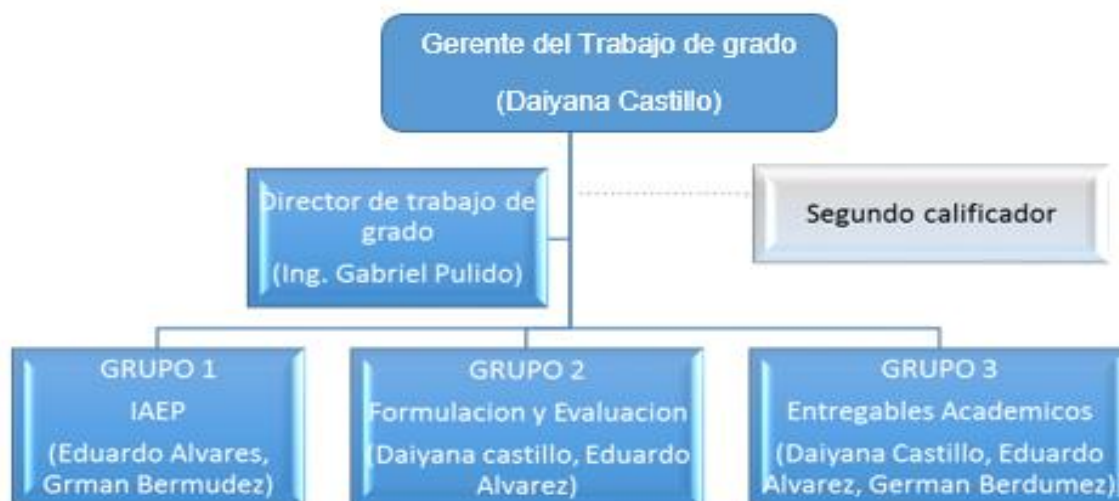 Gerente del Trabajo de grado
(Daiyana Castillo)
Director de trabajo de
grado
(Ing. Gabriel Pulido)
Segundo calificador
GRUPO 1
IAEP
(Eduardo Alvares,
Grman Bermudez)
GRUPO 2
Formulacion y Evaluacion
(Daiyana castillo, Eduardo
Alvarez)
GRUPO 3
Entregables Academicos
(Daiyana Castillo, Eduardo
Alvarez, German Berdumez)